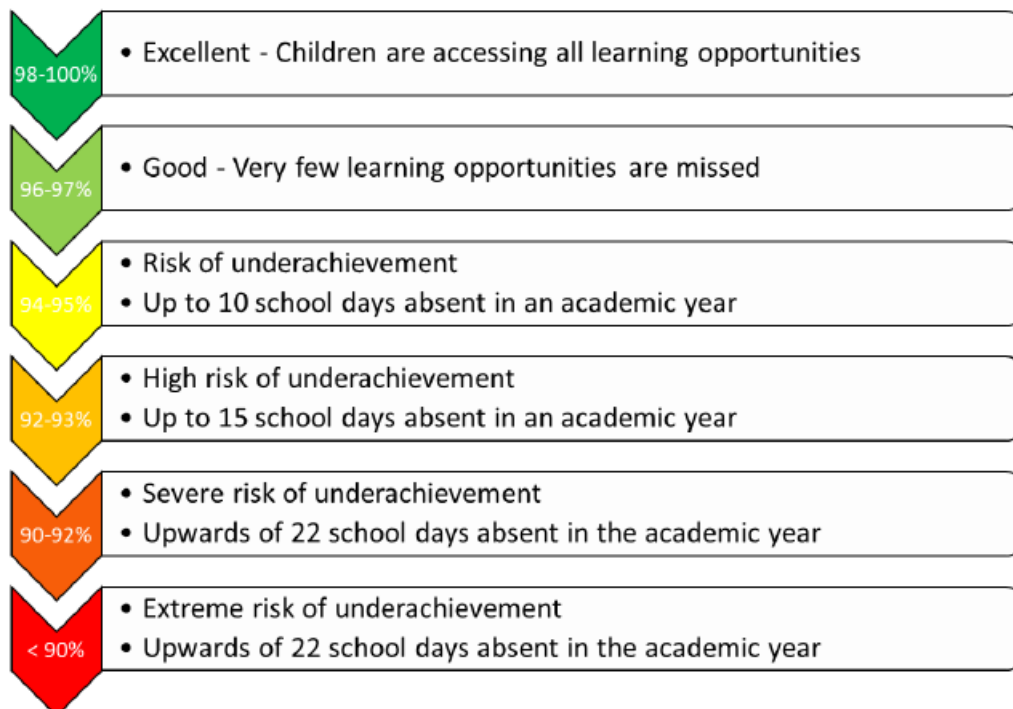 98-100%
• Excellent - Children are accessing all learning opportunities
96-97%
• Good - Very few learning opportunities are missed
94-95%
• Risk of underachievement
• Up to 10 school days absent in an academic year
92-93%
• High risk of underachievement
• Up to 15 school days absent in an academic year
90-92%
• Severe risk of underachievement
• Upwards of 22 school days absent in the academic year
< 90%
• Extreme risk of underachievement
• Upwards of 22 school days absent in the academic year